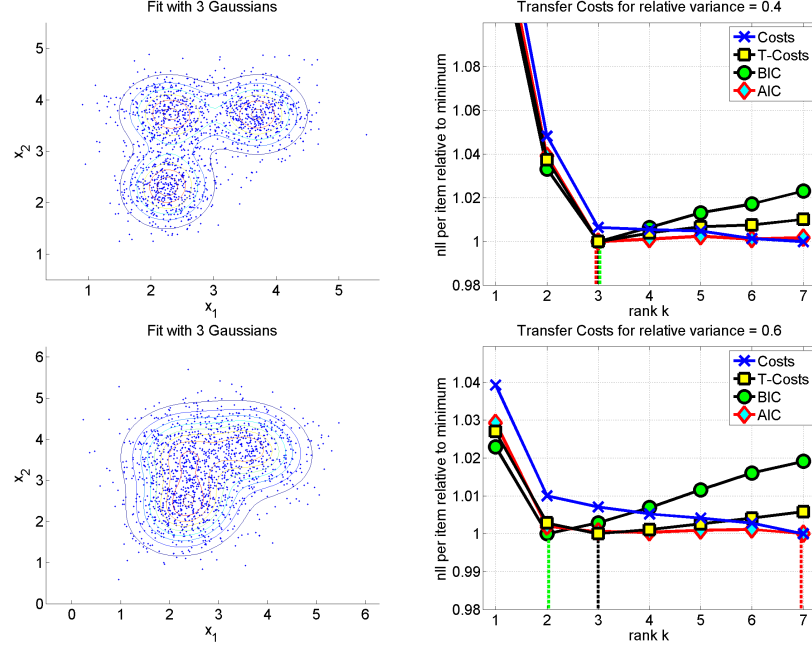 Fit with 3 Gaussians
5
4
3
2
1
x2
1
2
3
4
5
x1
Transfer Costs for relative variance = 0.4
Costs
T-Costs
BIC
AIC
1.08
1.06
1.04
1.02
1
0.98
nll per item relative to minimum
1
2
3
4
5
6
7
rank k
Fit with 3 Gaussians
6
5
4
3
2
1
0
x2
0
1
2
3
4
5
6
x1
Transfer Costs for relative variance = 0.6
Costs
T-Costs
BIC
AIC
1.04
1.03
1.02
1.01
1
0.99
0.98
nll per item relative to minimum
1
2
3
4
5
6
7
rank k